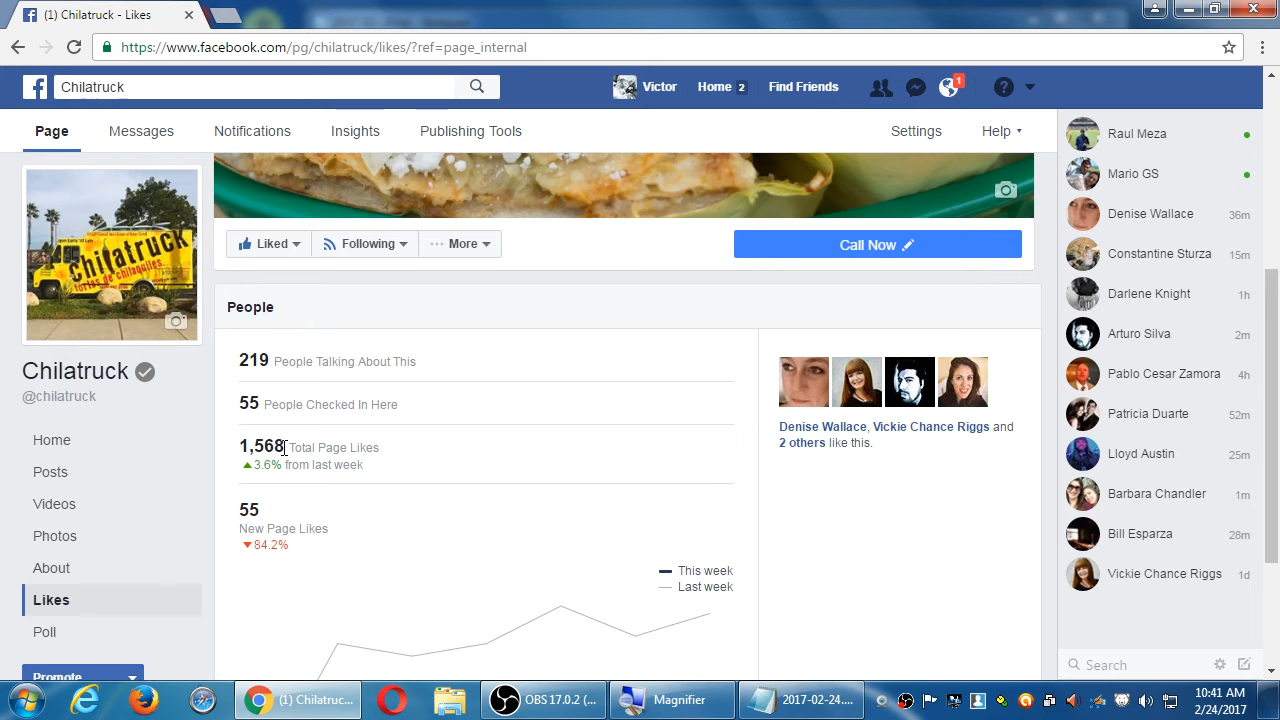 (1) Chilatruck - Likes
https://www.facebook.com/pg/chilatruck/likes/?ref=page_internal
Chilatruck
Victor
Home 2
Find Friends
1
Page
Messages
Notifications
Insights
Publishing Tools
Settings
Help
Chilatruck
tortas de chilaquiles
Liked
Following
More
Call Now
Chilatruck
@chilatruck
Home
Posts
Videos
Photos
About
Likes
Poll
Promote
People
219 People Talking About This
55 People Checked In Here
1,568 Total Page Likes
3.6% from last week
55
New Page Likes
84.2%
This week
Last week
Denise Wallace, Vickie Chance Riggs and
2 others like this.
Raul Meza
Mario GS
Denise Wallace 36m
Constantine Sturza 15m
Darlene Knight 1h
Arturo Silva 2m
Pablo Cesar Zamora 4h
Patricia Duarte 52m
Lloyd Austin 25m
Barbara Chandler 1m
Bill Esparza 28m
Vickie Chance Riggs 1d
Search
(1) Chilatruc...
OBS 17.0.2 (...
Magnifier
2017-02-24....
10:41 AM
2/24/2017